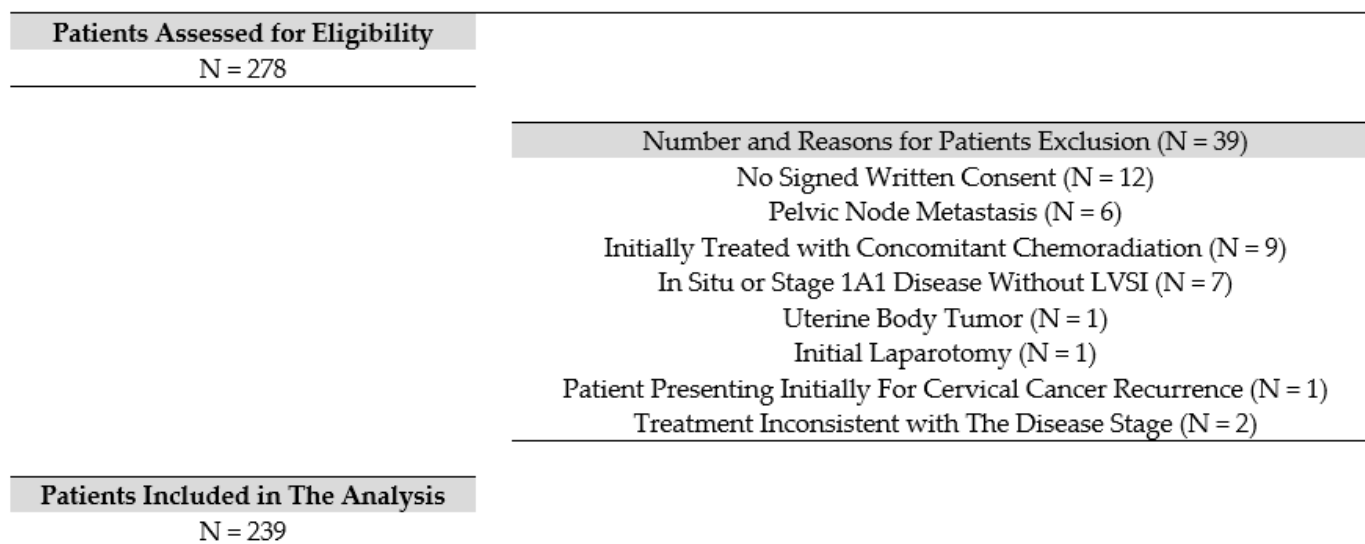 Patients Assessed for Eligibility
N = 278
Number and Reasons for Patients Exclusion (N = 39)
No Signed Written Consent (N = 12)
Pelvic Node Metastasis (N = 6)
Initially Treated with Concomitant Chemoradiation (N = 9)
In Situ or Stage 1A1 Disease Without LVSI (N = 7)
Uterine Body Tumor (N = 1)
Initial Laparotomy (N = 1)
Patient Presenting Initially For Cervical Cancer Recurrence (N = 1)
Treatment Inconsistent with The Disease Stage (N = 2)
Patients Included in The Analysis
N = 239